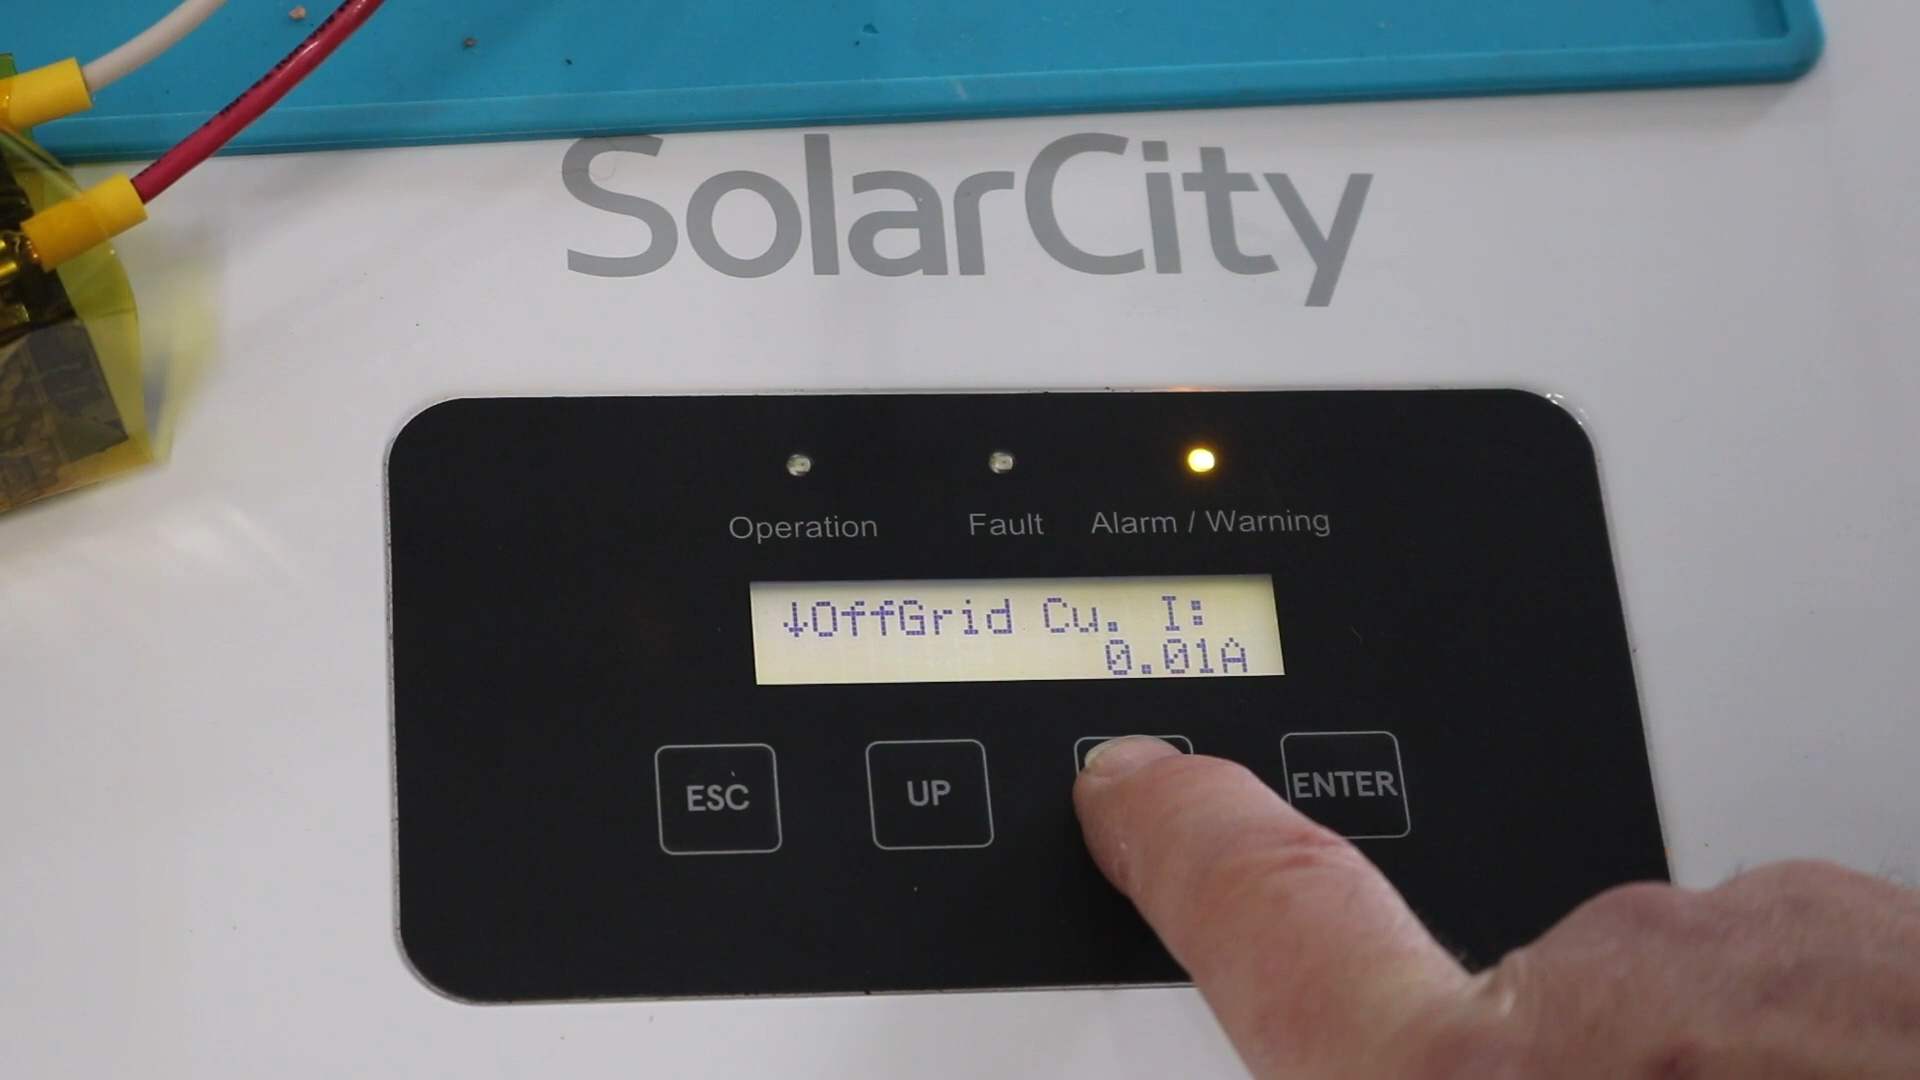 SolarCity
Operation Fault Alarm / Warning
↓OffGrid Cu. I:
0.01A
ESC UP ENTER